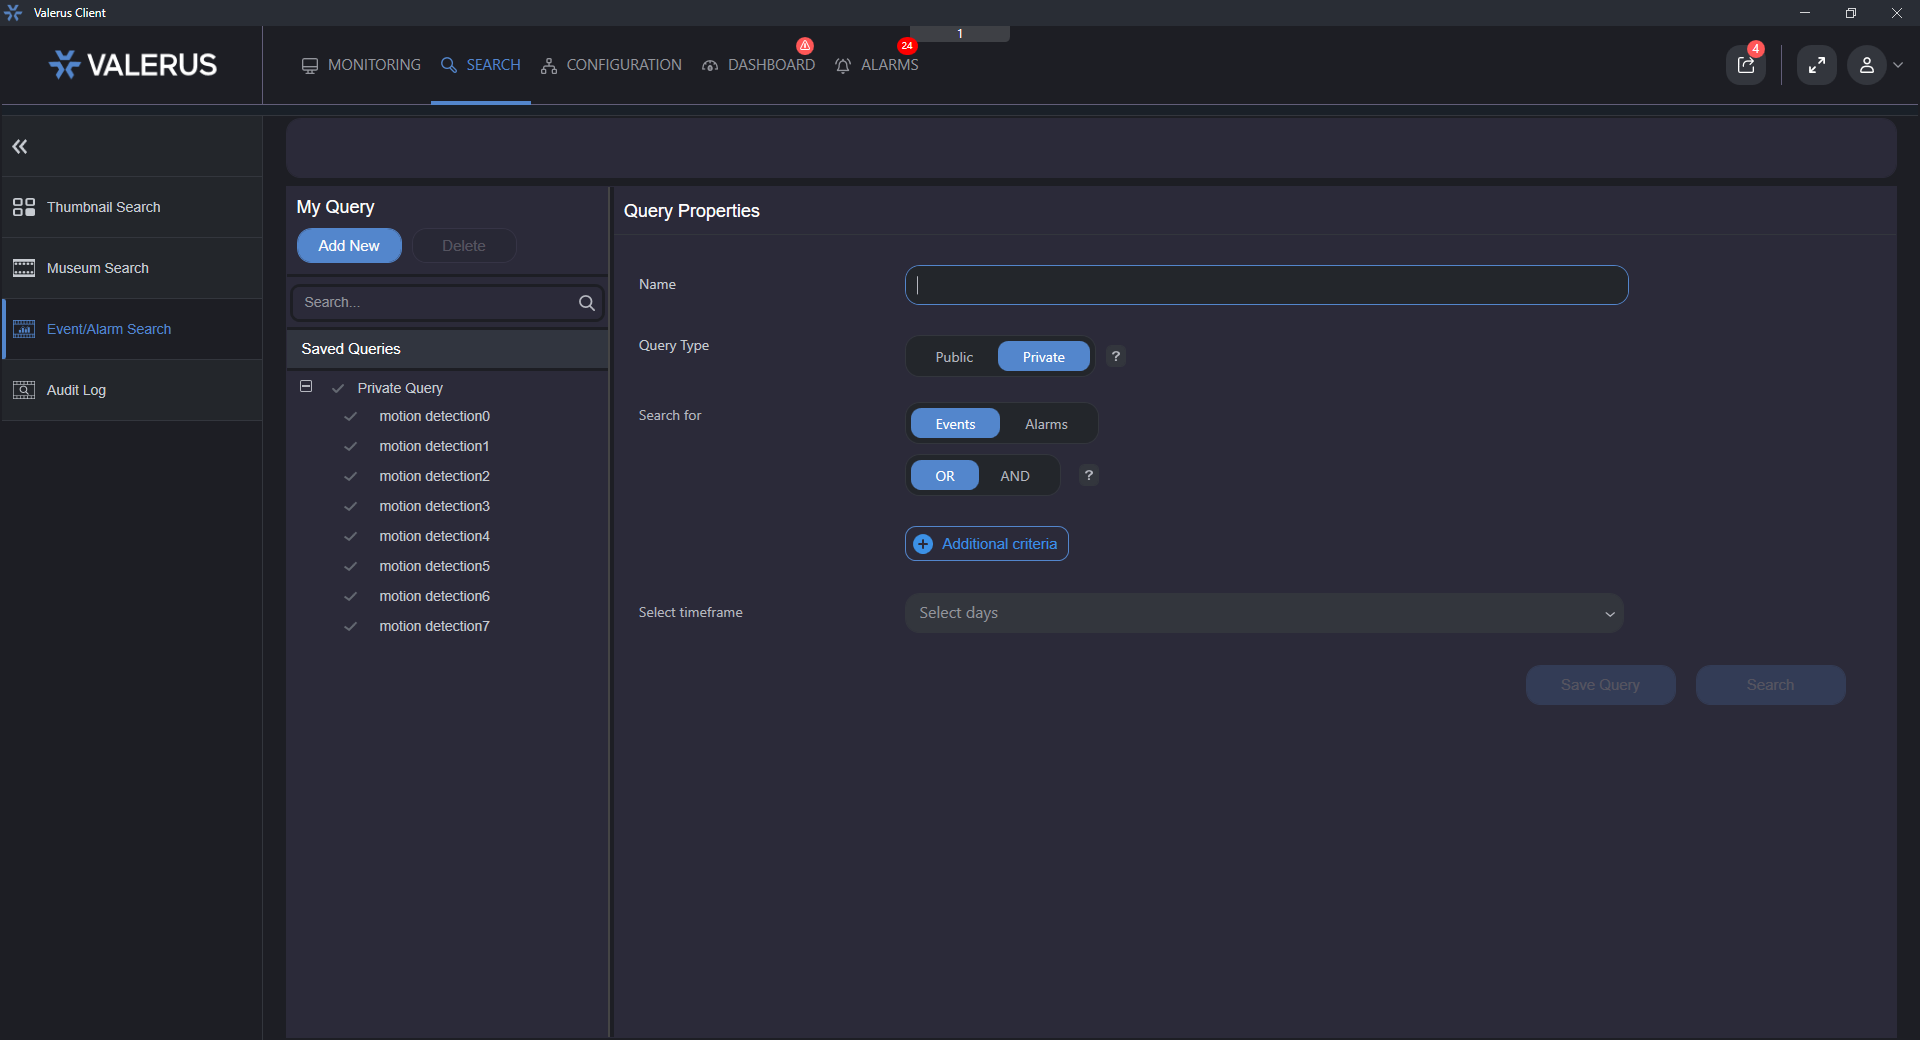 Valerus Client
VALERUS
MONITORING
SEARCH
CONFIGURATION
DASHBOARD
24
ALARMS
1
4
Thumbnail Search
Museum Search
Event/Alarm Search
Audit Log
My Query
Add New
Delete
Search...
Saved Queries
Private Query
motion detection0
motion detection1
motion detection2
motion detection3
motion detection4
motion detection5
motion detection6
motion detection7
Query Properties
Name
Query Type
Public
Private
?
Search for
Events
Alarms
OR
AND
?
Additional criteria
Select timeframe
Select days
Save Query
Search